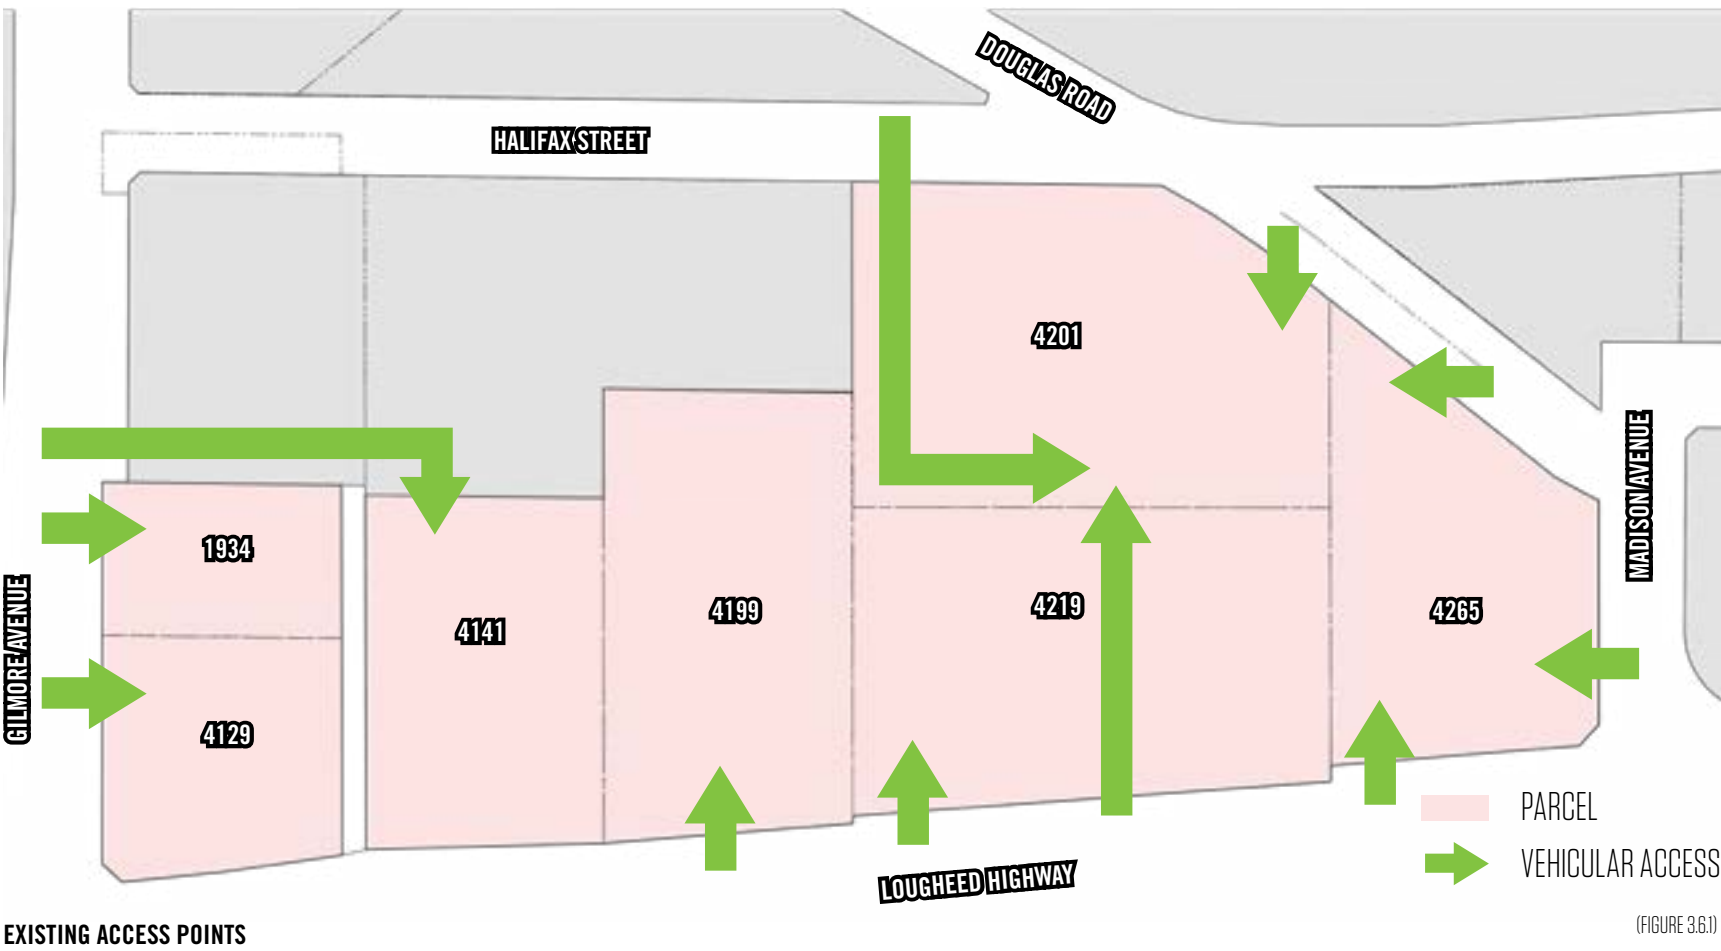 DOUGLAS ROAD
HALIFAX STREET
4201
MADISON AVENUE
1934
GILMORE AVENUE
4141
4199
4219
4265
4129
PARCEL
VEHICULAR ACCESS
LOUGHEED HIGHWAY
EXISTING ACCESS POINTS
(FIGURE 3.6.1)